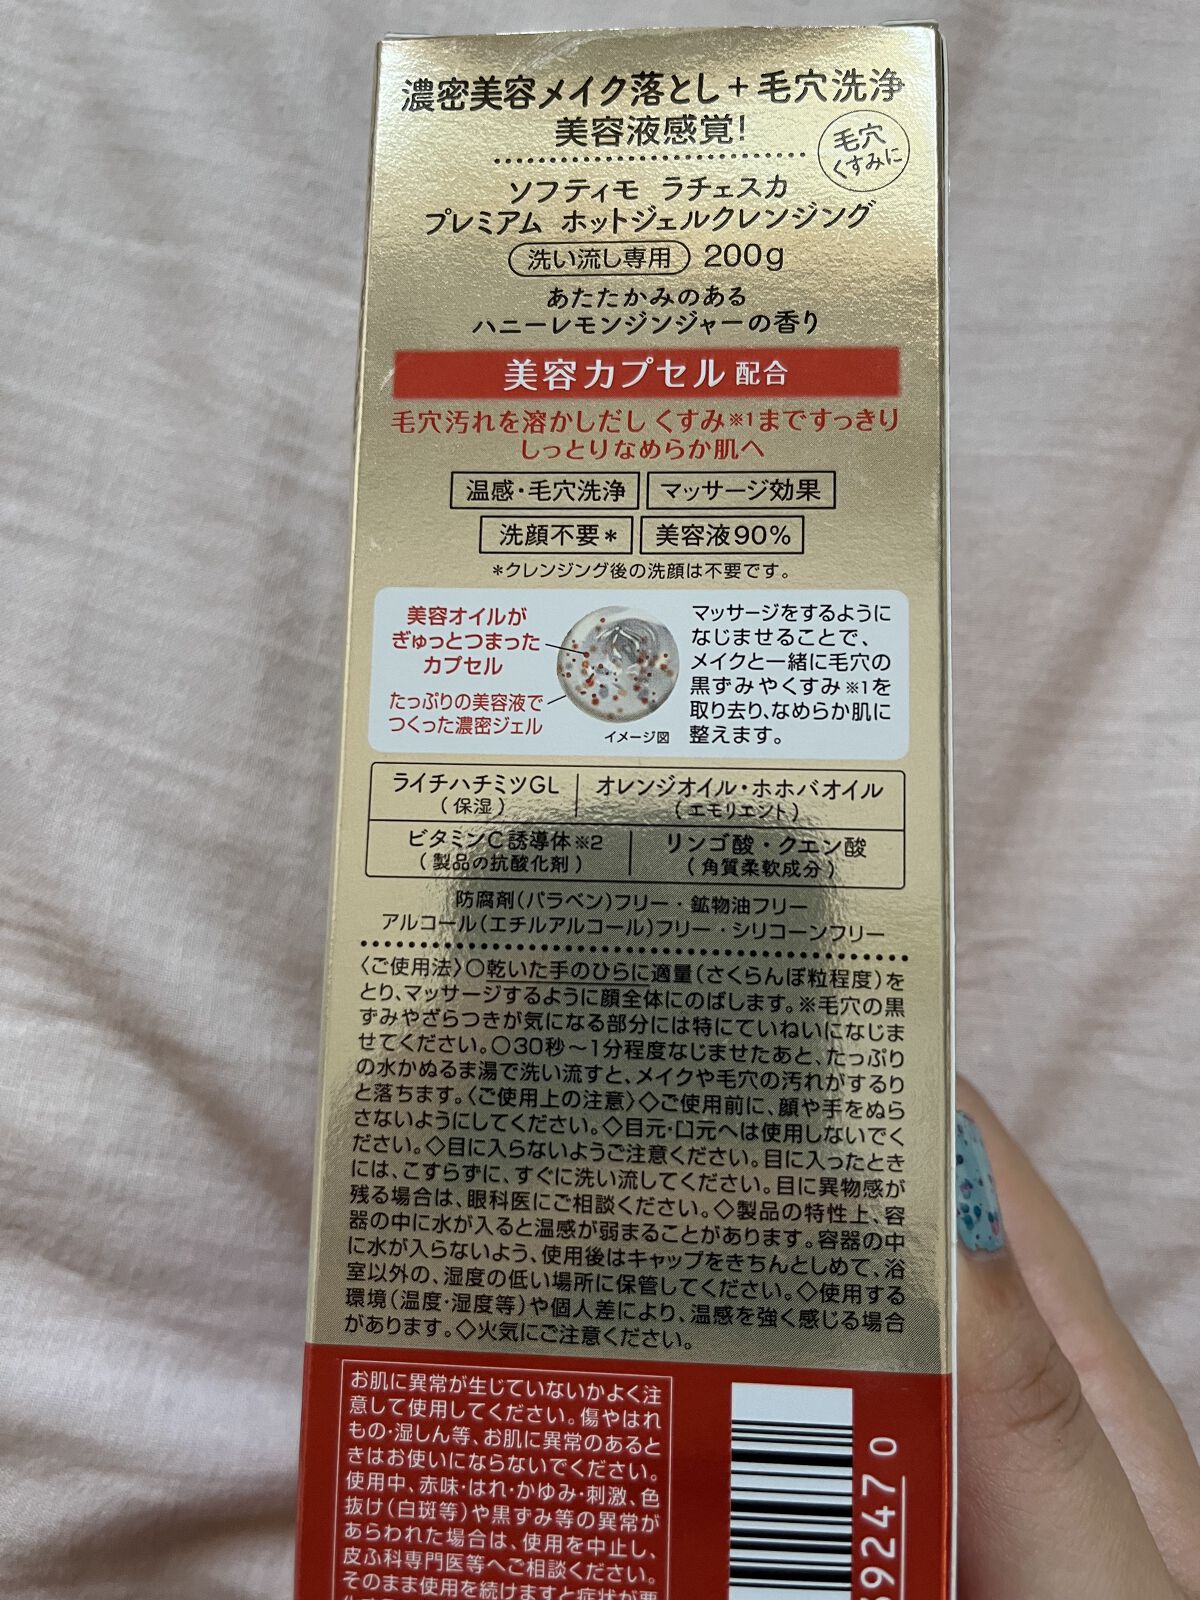 濃密美容メイク落とし＋毛穴洗浄
美容液感覚!
毛穴
くすみに
ソフティモ ラチェスカ
プレミアム ホットジェルクレンジング
洗い流し専用 200g
あたたかみのある
ハニーレモンジンジャーの香り
美容カプセル配合
毛穴汚れを溶かしだし くすみ※1まですっきり
しっとりなめらか肌へ
温感・毛穴洗浄 マッサージ効果
洗顔不要＊ 美容液90%
＊クレンジング後の洗顔は不要です。
美容オイルが
ぎゅっとつまった
カプセル
たっぷりの美容液で
つくった濃密ジェル
イメージ図
マッサージをするように
なじませることで、
メイクと一緒に毛穴の
黒ずみやくすみ※1を
取り去り、なめらか肌に
整えます。
ライチハチミツGL
（保湿）
オレンジオイル・ホホバオイル
（エモリエント）
ビタミンC誘導体※2
（製品の抗酸化剤）
リンゴ酸・クエン酸
（角質柔軟成分）
防腐剤（パラベン）フリー・鉱物油フリー
アルコール（エチルアルコール）フリー・シリコーンフリー
〈ご使用法〉○乾いた手のひらに適量（さくらんぼ粒程度）を
とり、マッサージするように顔全体にのばします。※毛穴の黒
ずみやざらつきが気になる部分には特にていねいになじま
せてください。○30秒～1分程度なじませたあと、たっぷり
の水かぬるま湯で洗い流すと、メイクや毛穴の汚れがするり
と落ちます。〈ご使用上の注意〉◇ご使用前に、顔や手をぬら
さないようにしてください。◇目元・口元へは使用しないでく
ださい。◇目に入らないようご注意ください。目に入ったとき
には、こすらずに、すぐに洗い流してください。目に異物感が
残る場合は、眼科医にご相談ください。◇製品の特性上、容
器の中に水が入ると温感が弱まることがあります。容器の中
に水が入らないよう、使用後はキャップをきちんとしめて、浴
室以外の、湿度の低い場所に保管してください。◇使用する
環境（温度・湿度等）や個人差により、温感を強く感じる場合
があります。◇火気にご注意ください。
お肌に異常が生じていないかよく注
意して使用してください。傷やはれ
もの・湿しん等、お肌に異常のあると
きはお使いにならないでください。
使用中、赤味・はれ・かゆみ・刺激、色
抜け（白斑等）や黒ずみ等の異常が
あらわれた場合は、使用を中止し、
皮ふ科専門医等へご相談ください。
そのまま使用を続けますと症状が悪
92470